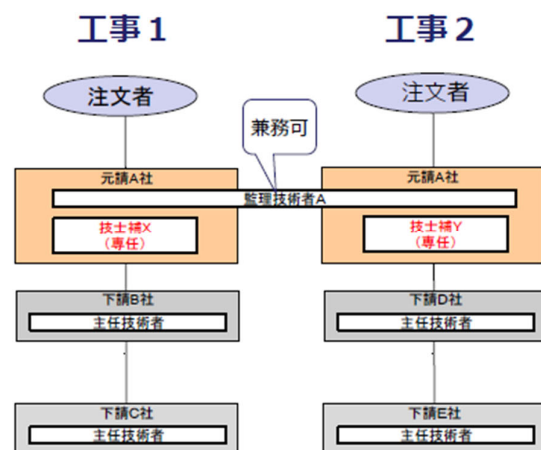 工事1
工事2
注文者
注文者
兼務可
元請A社
元請A社
監理技術者A
技士補X
(専任)
技士補Y
(専任)
下請B社
主任技術者
下請D社
主任技術者
下請C社
主任技術者
下請E社
主任技術者